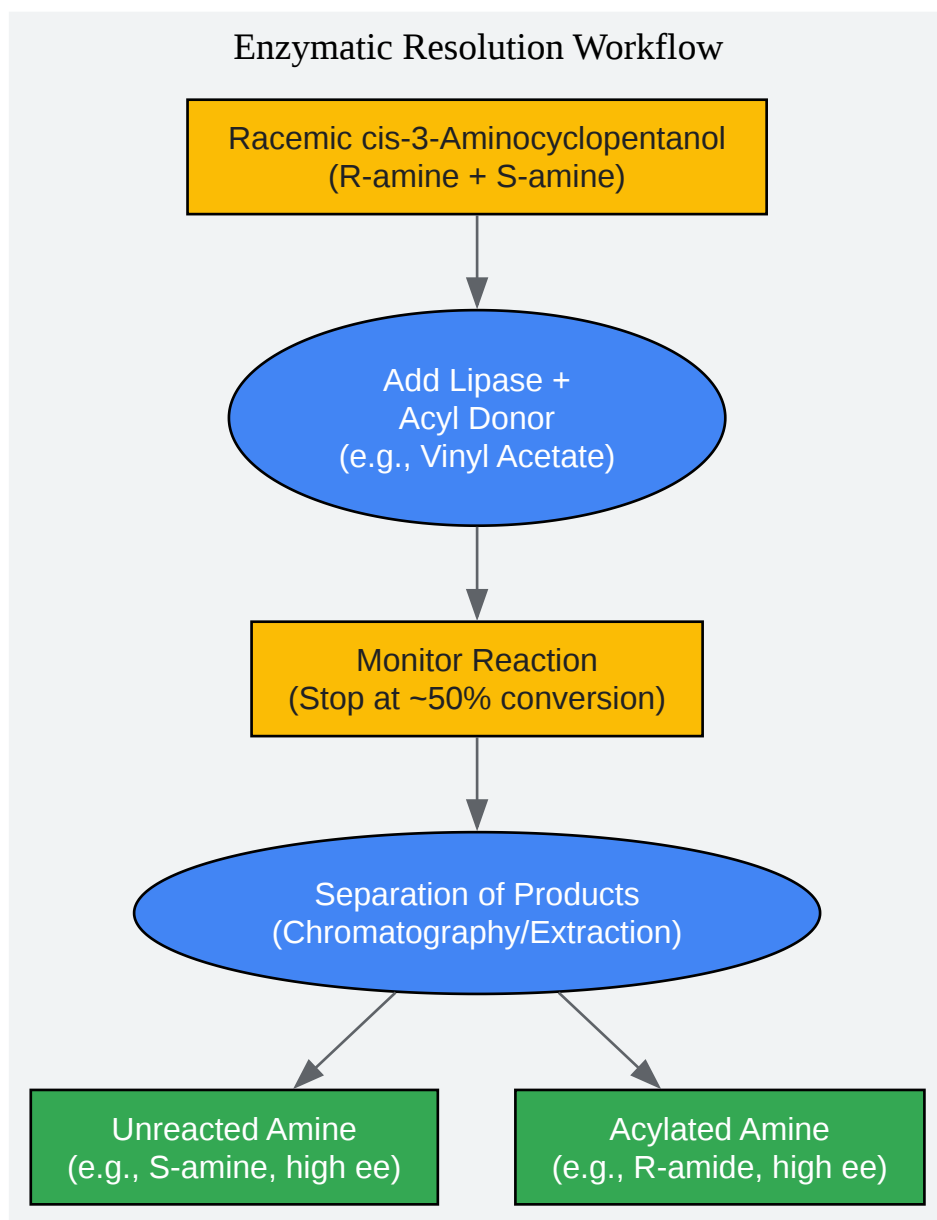 Enzymatic Resolution Workflow
Racemic cis-3-Aminocyclopentanol
(R-amine + S-amine)
Add Lipase +
Acyl Donor
(e.g., Vinyl Acetate)
Monitor Reaction
(Stop at ~50% conversion)
Separation of Products
(Chromatography/Extraction)
Unreacted Amine
(e.g., S-amine, high ee)
Acylated Amine
(e.g., R-amide, high ee)